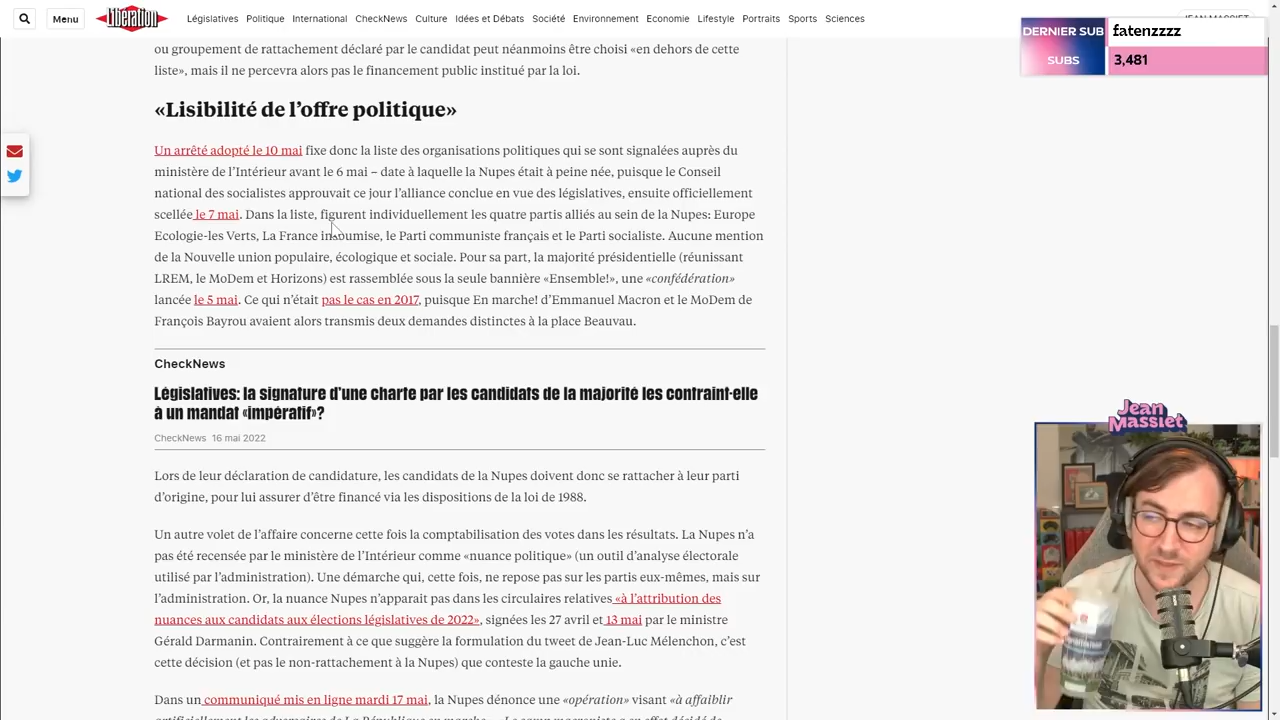 Menu
Libération
Législatives Politique International CheckNews Culture Idées et Débats Société Environnement Economie Lifestyle Portraits Sports Sciences
JEAN MASSIET
DERNIER SUB
fatenzzzz
SUBS
3,481
ou groupement de rattachement déclaré par le candidat peut néanmoins être choisi «en dehors de cette
liste», mais il ne percevra alors pas le financement public institué par la loi.
«Lisibilité de l’offre politique»
Un arrêté adopté le 10 mai fixe donc la liste des organisations politiques qui se sont signalées auprès du
ministère de l’Intérieur avant le 6 mai – date à laquelle la Nupes était à peine née, puisque le Conseil
national des socialistes approuvait ce jour l’alliance conclue en vue des législatives, ensuite officiellement
scellée le 7 mai. Dans la liste, figurent individuellement les quatre partis alliés au sein de la Nupes: Europe
Ecologie-les Verts, La France insoumise, le Parti communiste français et le Parti socialiste. Aucune mention
de la Nouvelle union populaire, écologique et sociale. Pour sa part, la majorité présidentielle (réunissant
LREM, le MoDem et Horizons) est rassemblée sous la seule bannière «Ensemble!», une «confédération»
lancée le 5 mai. Ce qui n’était pas le cas en 2017, puisque En marche! d’Emmanuel Macron et le MoDem de
François Bayrou avaient alors transmis deux demandes distinctes à la place Beauvau.
CheckNews
Législatives: la signature d’une charte par les candidats de la majorité les contraint-elle
à un mandat «impératif»?
CheckNews 16 mai 2022
Lors de leur déclaration de candidature, les candidats de la Nupes doivent donc se rattacher à leur parti
d’origine, pour lui assurer d’être financé via les dispositions de la loi de 1988.
Un autre volet de l’affaire concerne cette fois la comptabilisation des votes dans les résultats. La Nupes n’a
pas été recensée par le ministère de l’Intérieur comme «nuance politique» (un outil d’analyse électorale
utilisé par l’administration). Une démarche qui, cette fois, ne repose pas sur les partis eux-mêmes, mais sur
l’administration. Or, la nuance Nupes n’apparait pas dans les circulaires relatives «à l’attribution des
nuances aux candidats aux élections législatives de 2022», signées les 27 avril et 13 mai par le ministre
Gérald Darmanin. Contrairement à ce que suggère la formulation du tweet de Jean-Luc Mélenchon, c’est
cette décision (et pas le non-rattachement à la Nupes) que conteste la gauche unie.
Dans un communiqué mis en ligne mardi 17 mai, la Nupes dénonce une «opération» visant «à affaiblir
artificiellement les adversaires de La République en marche». «Le camp macroniste a en effet décidé de
Jean
Massiet